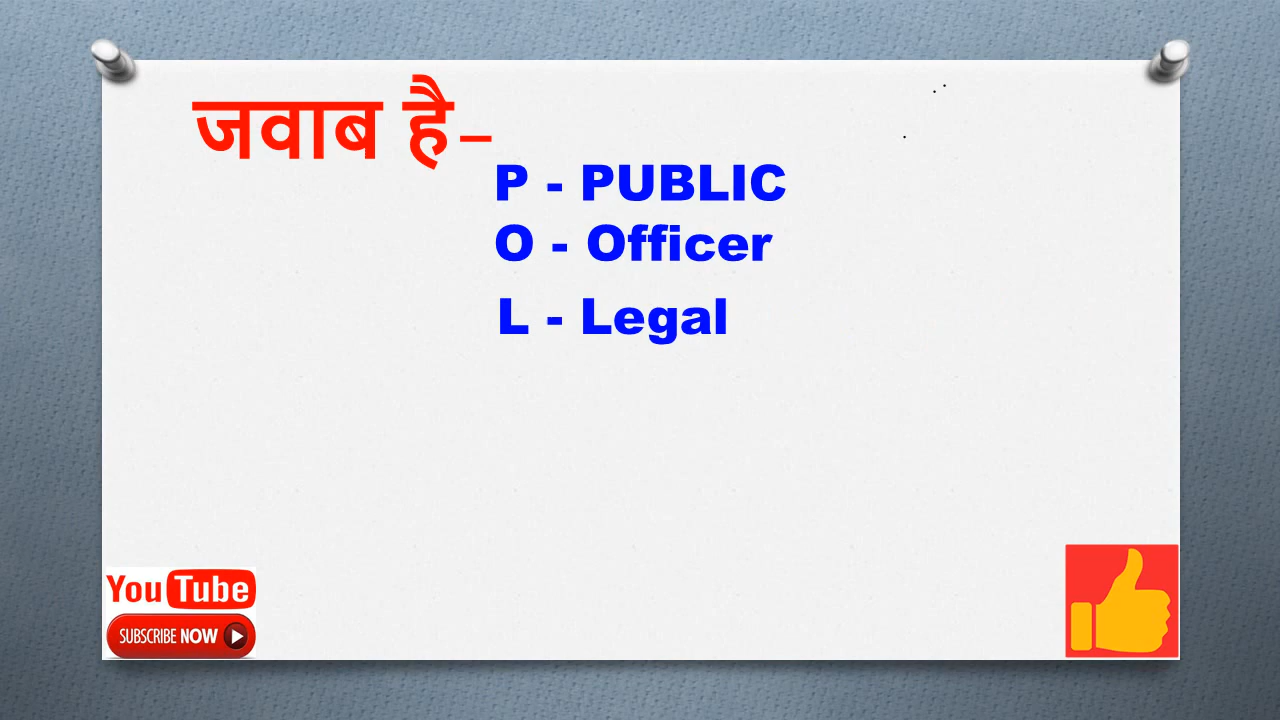 जवाब है–
P - PUBLIC
O - Officer
L - Legal
YouTube
SUBSCRIBE NOW